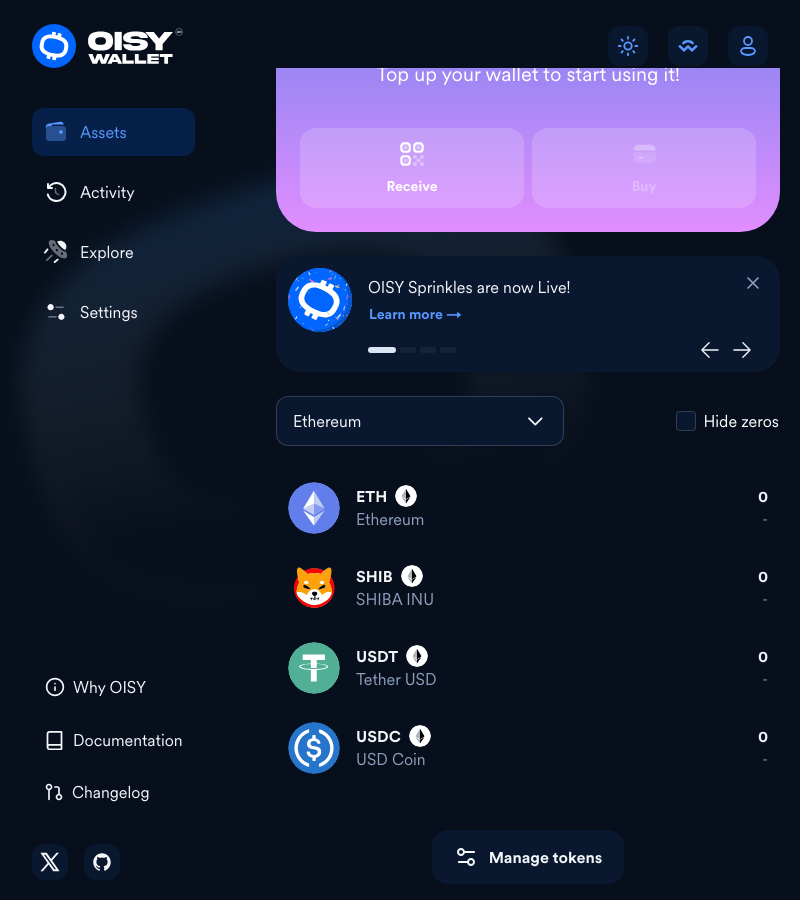 OISY
WALLET
Top up your wallet to start using it!
Assets
Receive
Buy
Activity
Explore
OISY Sprinkles are now Live!
Learn more →
Settings
Ethereum
Hide zeros
ETH
0
Ethereum
-
SHIB
0
SHIBA INU
-
USDT
0
Tether USD
-
USDC
0
USD Coin
-
Why OISY
Documentation
Changelog
Manage tokens